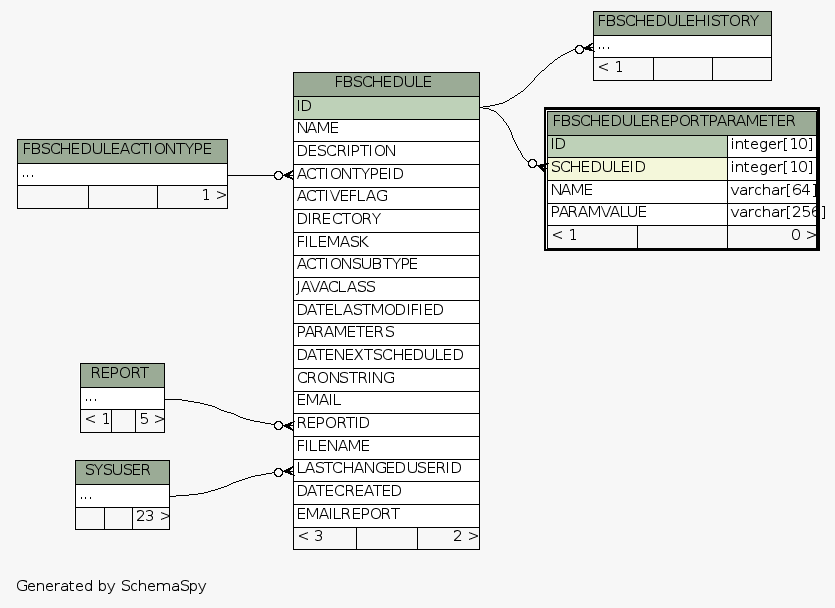 FBSCHEDULEHISTORY
...
< 1
FBSCHEDULE
ID
NAME
DESCRIPTION
ACTIONTYPEID
ACTIVEFLAG
DIRECTORY
FILEMASK
ACTIONSUBTYPE
JAVACLASS
DATELASTMODIFIED
PARAMETERS
DATENEXTSCHEDULED
CRONSTRING
EMAIL
REPORTID
FILENAME
LASTCHANGEDUSERID
DATECREATED
EMAILREPORT
< 3 2 >
FBSCHEDULEREPORTPARAMETER
ID integer[10]
SCHEDULEID integer[10]
NAME varchar[64]
PARAMVALUE varchar[256]
< 1 0 >
FBSCHEDULEACTIONTYPE
...
1 >
REPORT
...
< 1 5 >
SYSUSER
...
23 >
Generated by SchemaSpy